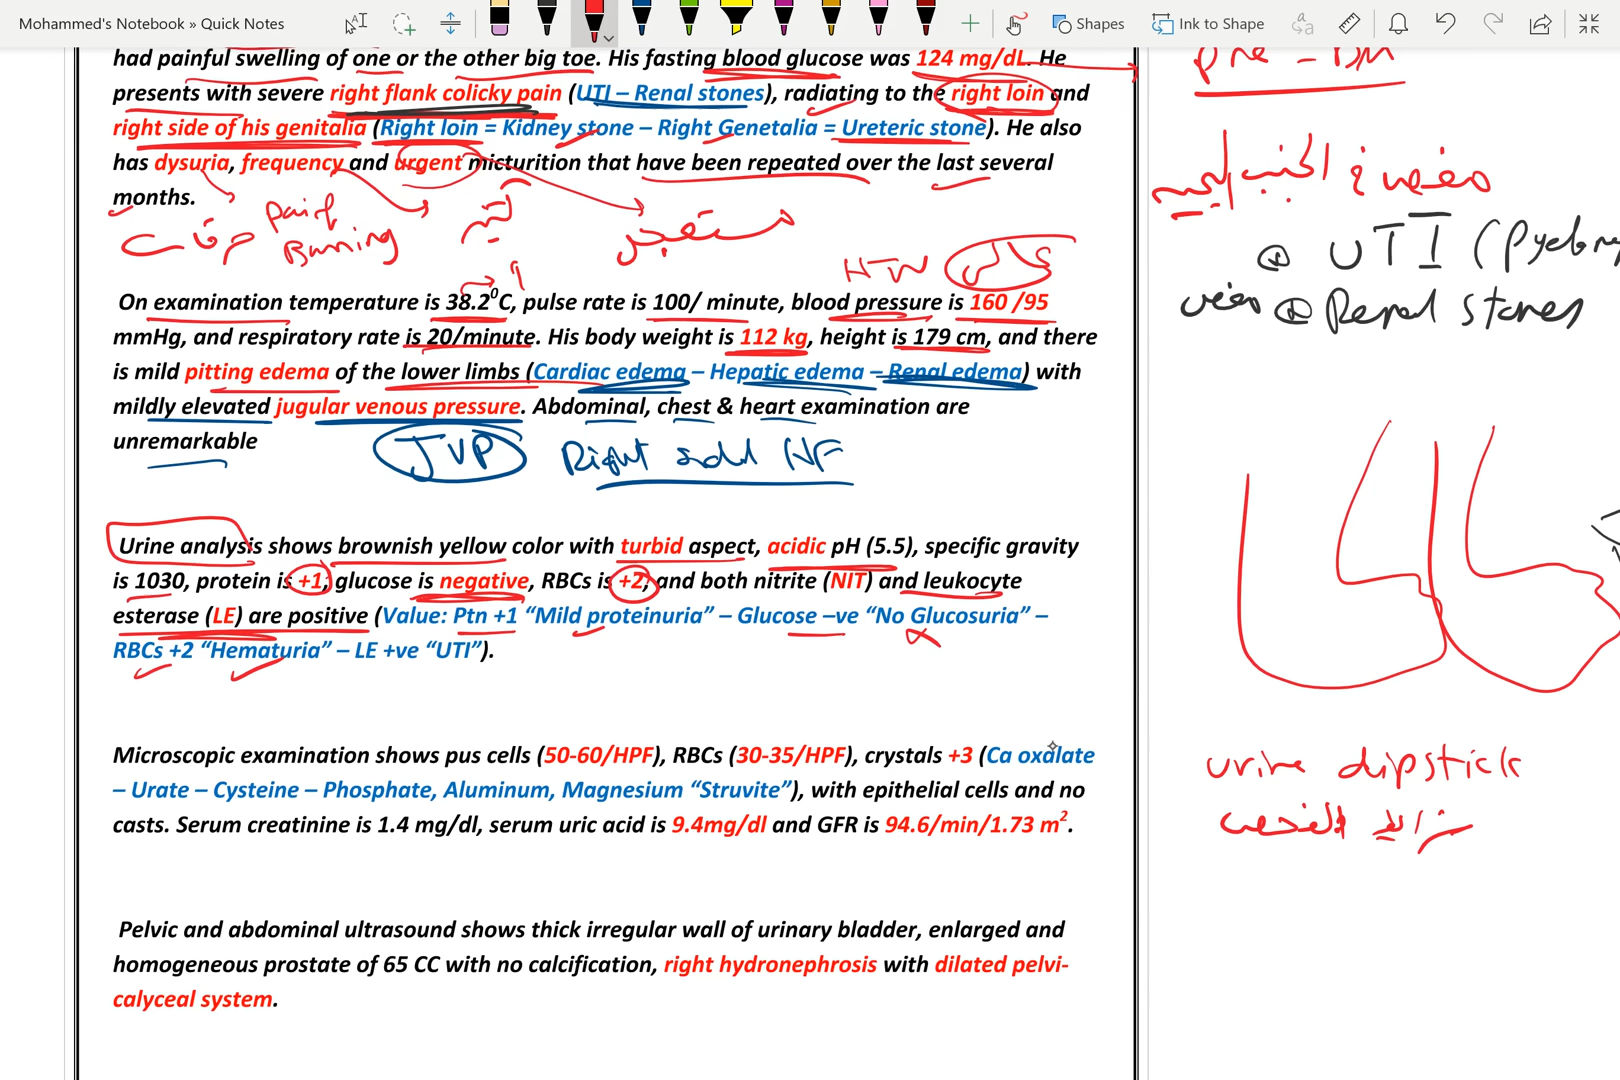 Mohammed's Notebook » Quick Notes
Shapes
Ink to Shape
had painful swelling of one or the other big toe. His fasting blood glucose was 124 mg/dL. He
presents with severe right flank colicky pain (UTI – Renal stones), radiating to the right loin and
right side of his genitalia (Right loin = Kidney stone – Right Genetalia = Ureteric stone). He also
has dysuria, frequency and urgent micturition that have been repeated over the last several
months.
pain
Burning
HTN
On examination temperature is 38.2⁰C, pulse rate is 100/ minute, blood pressure is 160 /95
mmHg, and respiratory rate is 20/minute. His body weight is 112 kg, height is 179 cm, and there
is mild pitting edema of the lower limbs (Cardiac edema – Hepatic edema – Renal edema) with
mildly elevated jugular venous pressure. Abdominal, chest & heart examination are
unremarkable
JVP Right sided HF
Urine analysis shows brownish yellow color with turbid aspect, acidic pH (5.5), specific gravity
is 1030, protein is +1, glucose is negative, RBCs is +2, and both nitrite (NIT) and leukocyte
esterase (LE) are positive (Value: Ptn +1 “Mild proteinuria” – Glucose –ve “No Glucosuria” –
RBCs +2 “Hematuria” – LE +ve “UTI”).
Microscopic examination shows pus cells (50-60/HPF), RBCs (30-35/HPF), crystals +3 (Ca oxalate
– Urate – Cysteine – Phosphate, Aluminum, Magnesium “Struvite”), with epithelial cells and no
casts. Serum creatinine is 1.4 mg/dl, serum uric acid is 9.4mg/dl and GFR is 94.6/min/1.73 m².
Pelvic and abdominal ultrasound shows thick irregular wall of urinary bladder, enlarged and
homogeneous prostate of 65 CC with no calcification, right hydronephrosis with dilated pelvi-
calyceal system.
pre - DM
UTI (pyelon
Renal stones
urine dipstick